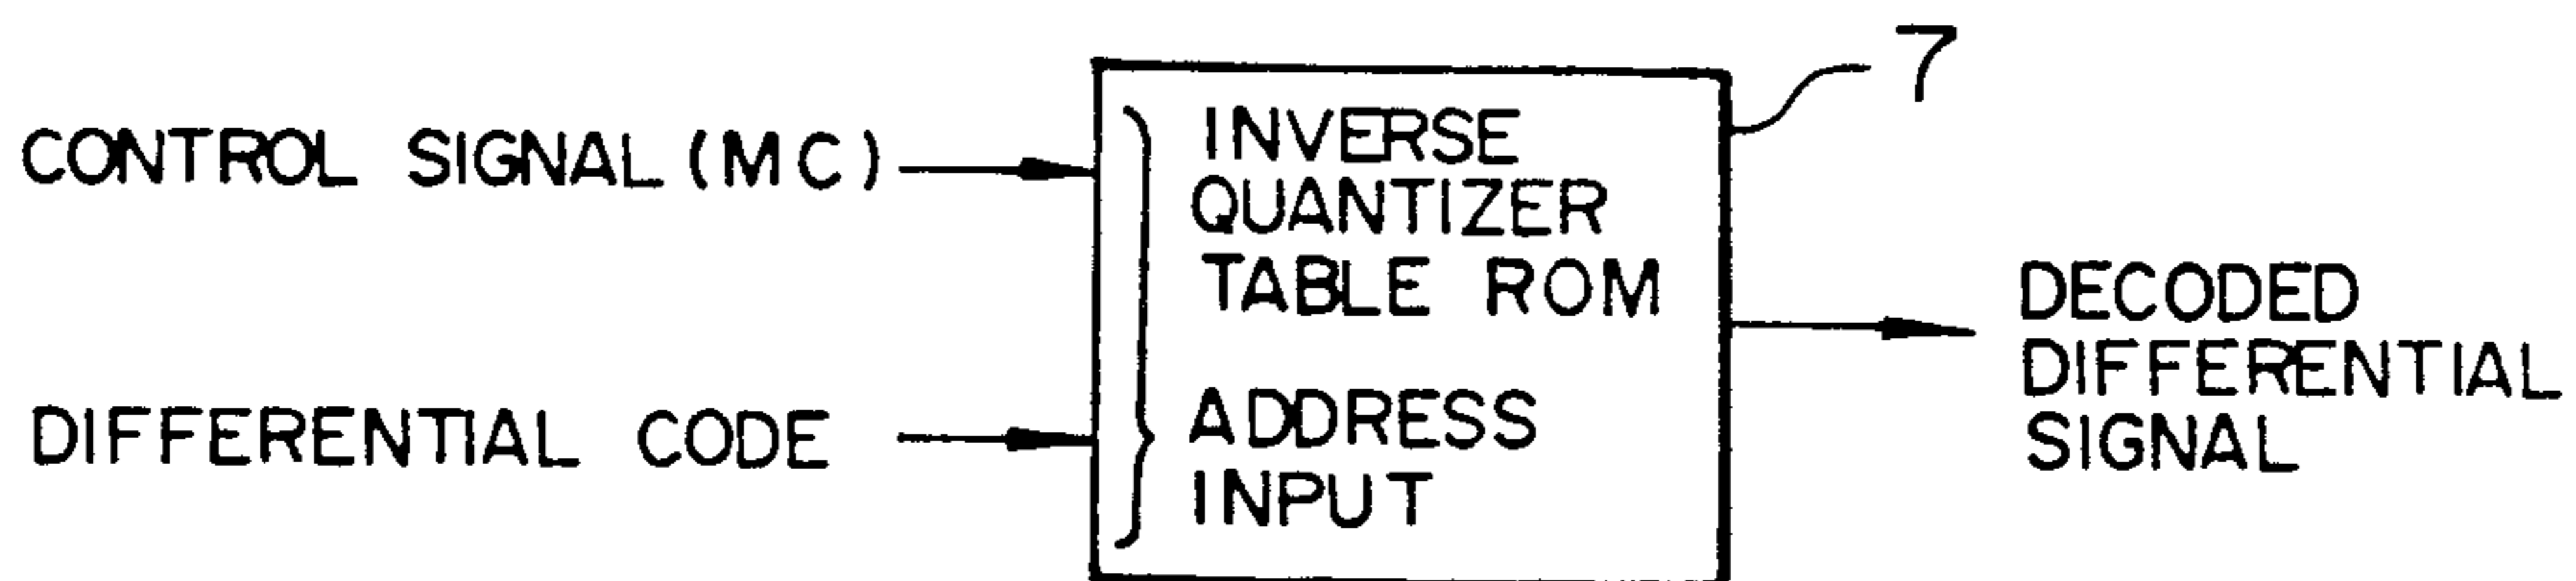 CONTROL SIGNAL (MC)
DIFFERENTIAL CODE
INVERSE
QUANTIZER
TABLE ROM
ADDRESS
INPUT
7
DECODED
DIFFERENTIAL
SIGNAL